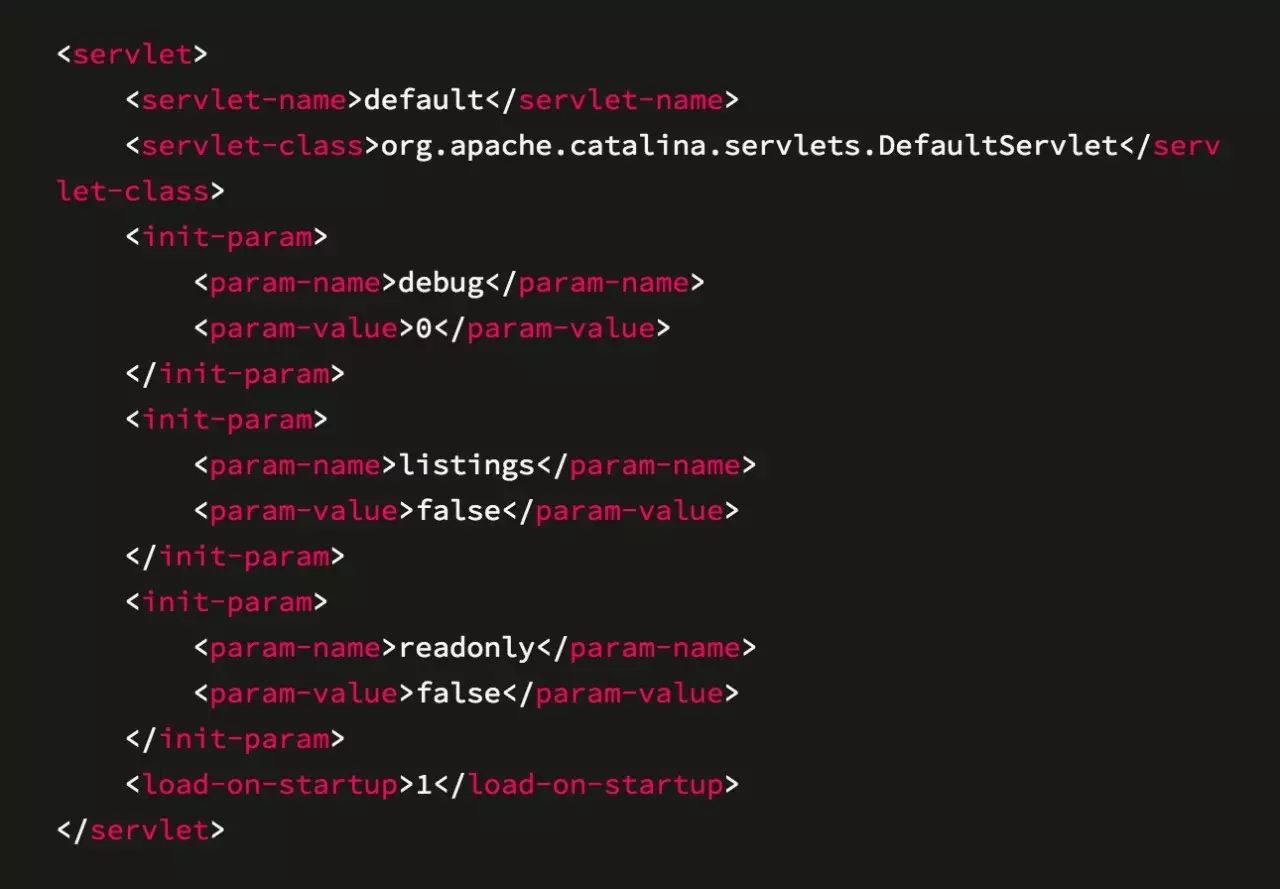 <servlet>
    <servlet-name>default</servlet-name>
    <servlet-class>org.apache.catalina.servlets.DefaultServlet</serv
let-class>
    <init-param>
        <param-name>debug</param-name>
        <param-value>0</param-value>
    </init-param>
    <init-param>
        <param-name>listings</param-name>
        <param-value>false</param-value>
    </init-param>
    <init-param>
        <param-name>readonly</param-name>
        <param-value>false</param-value>
    </init-param>
    <load-on-startup>1</load-on-startup>
</servlet>